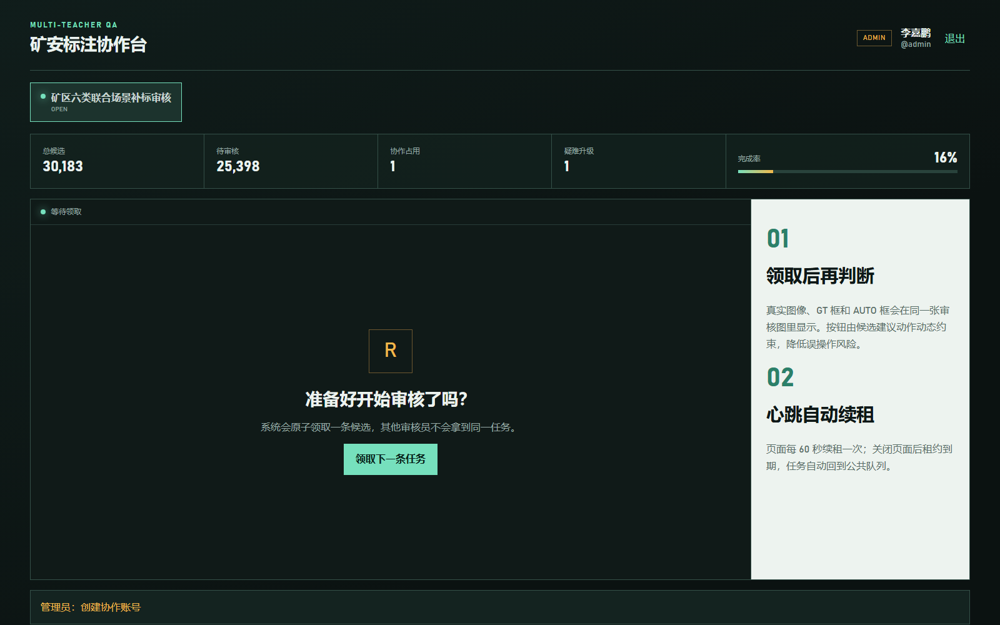 MULTI-TEACHER QA
矿安标注协作台
ADMIN
李嘉鹏
@admin
退出
矿区六类联合场景补标审核
OPEN
总候选
30,183
待审核
25,398
协作占用
1
疑难升级
1
完成率
16%
等待领取
R
准备好开始审核了吗?
系统会原子领取一条候选，其他审核员不会拿到同一任务。
领取下一条任务
01
领取后再判断
真实图像、GT 框和 AUTO 框会在同一张审
核图里显示。按钮由候选建议动作动态约
束，降低误操作风险。
02
心跳自动续租
页面每 60 秒续租一次；关闭页面后租约到
期，任务自动回到公共队列。
管理员：创建协作账号